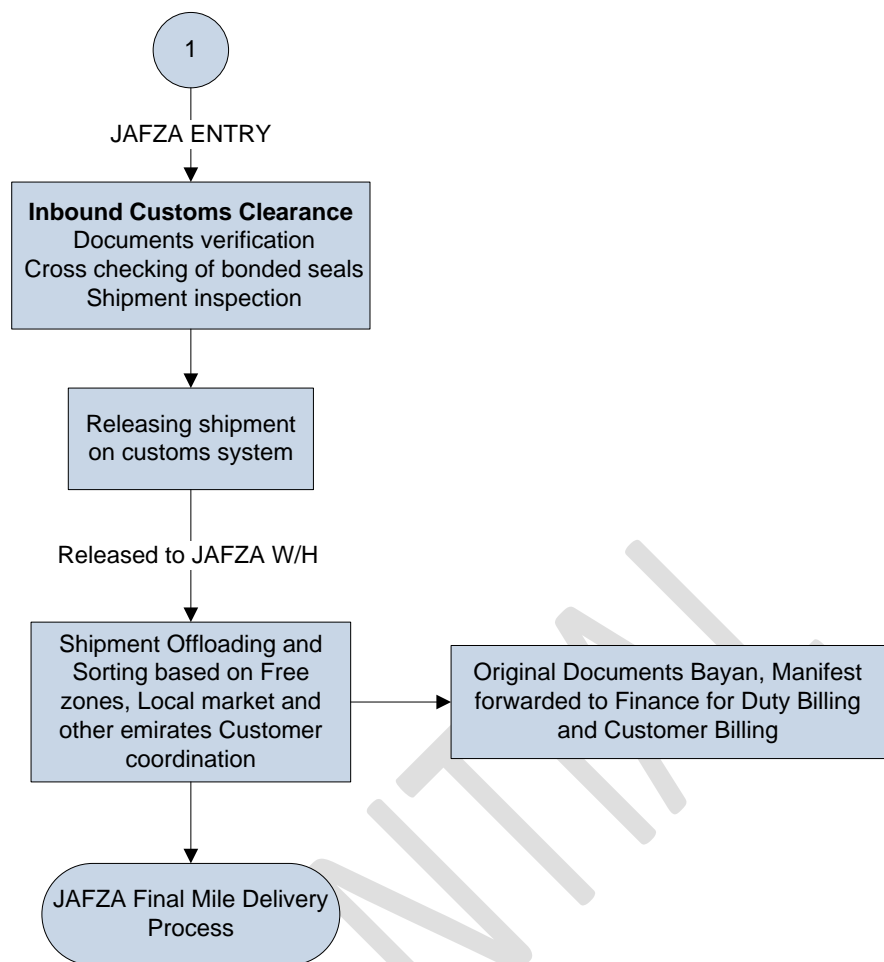 1
JAFZA ENTRY
Inbound Customs Clearance
Documents verification
Cross checking of bonded seals
Shipment inspection
Releasing shipment
on customs system
Released to JAFZA W/H
Shipment Offloading and
Sorting based on Free
zones, Local market and
other emirates Customer
coordination
Original Documents Bayan, Manifest
forwarded to Finance for Duty Billing
and Customer Billing
JAFZA Final Mile Delivery
Process